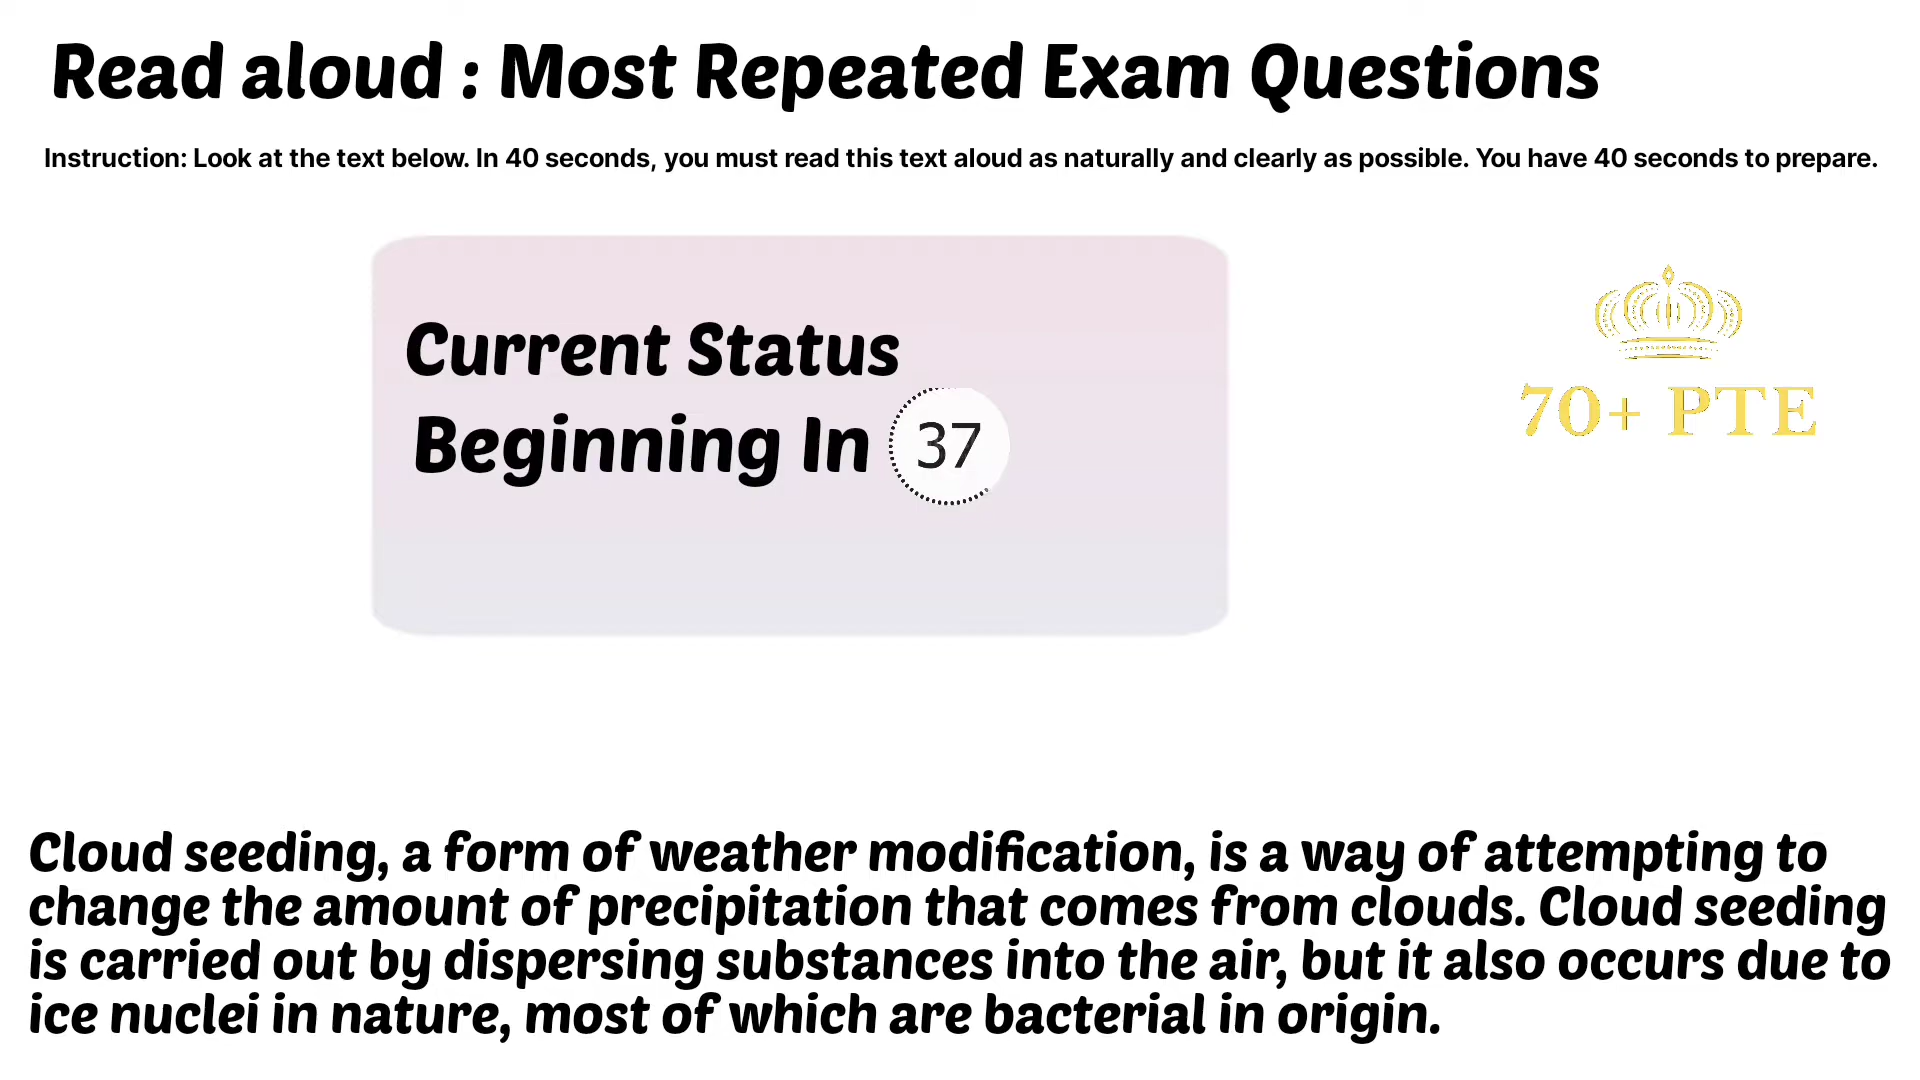 Read aloud : Most Repeated Exam Questions
Instruction: Look at the text below. In 40 seconds, you must read this text aloud as naturally and clearly as possible. You have 40 seconds to prepare.
Current Status
Beginning In 37
70+ PTE
Cloud seeding, a form of weather modification, is a way of attempting to
change the amount of precipitation that comes from clouds. Cloud seeding
is carried out by dispersing substances into the air, but it also occurs due to
ice nuclei in nature, most of which are bacterial in origin.